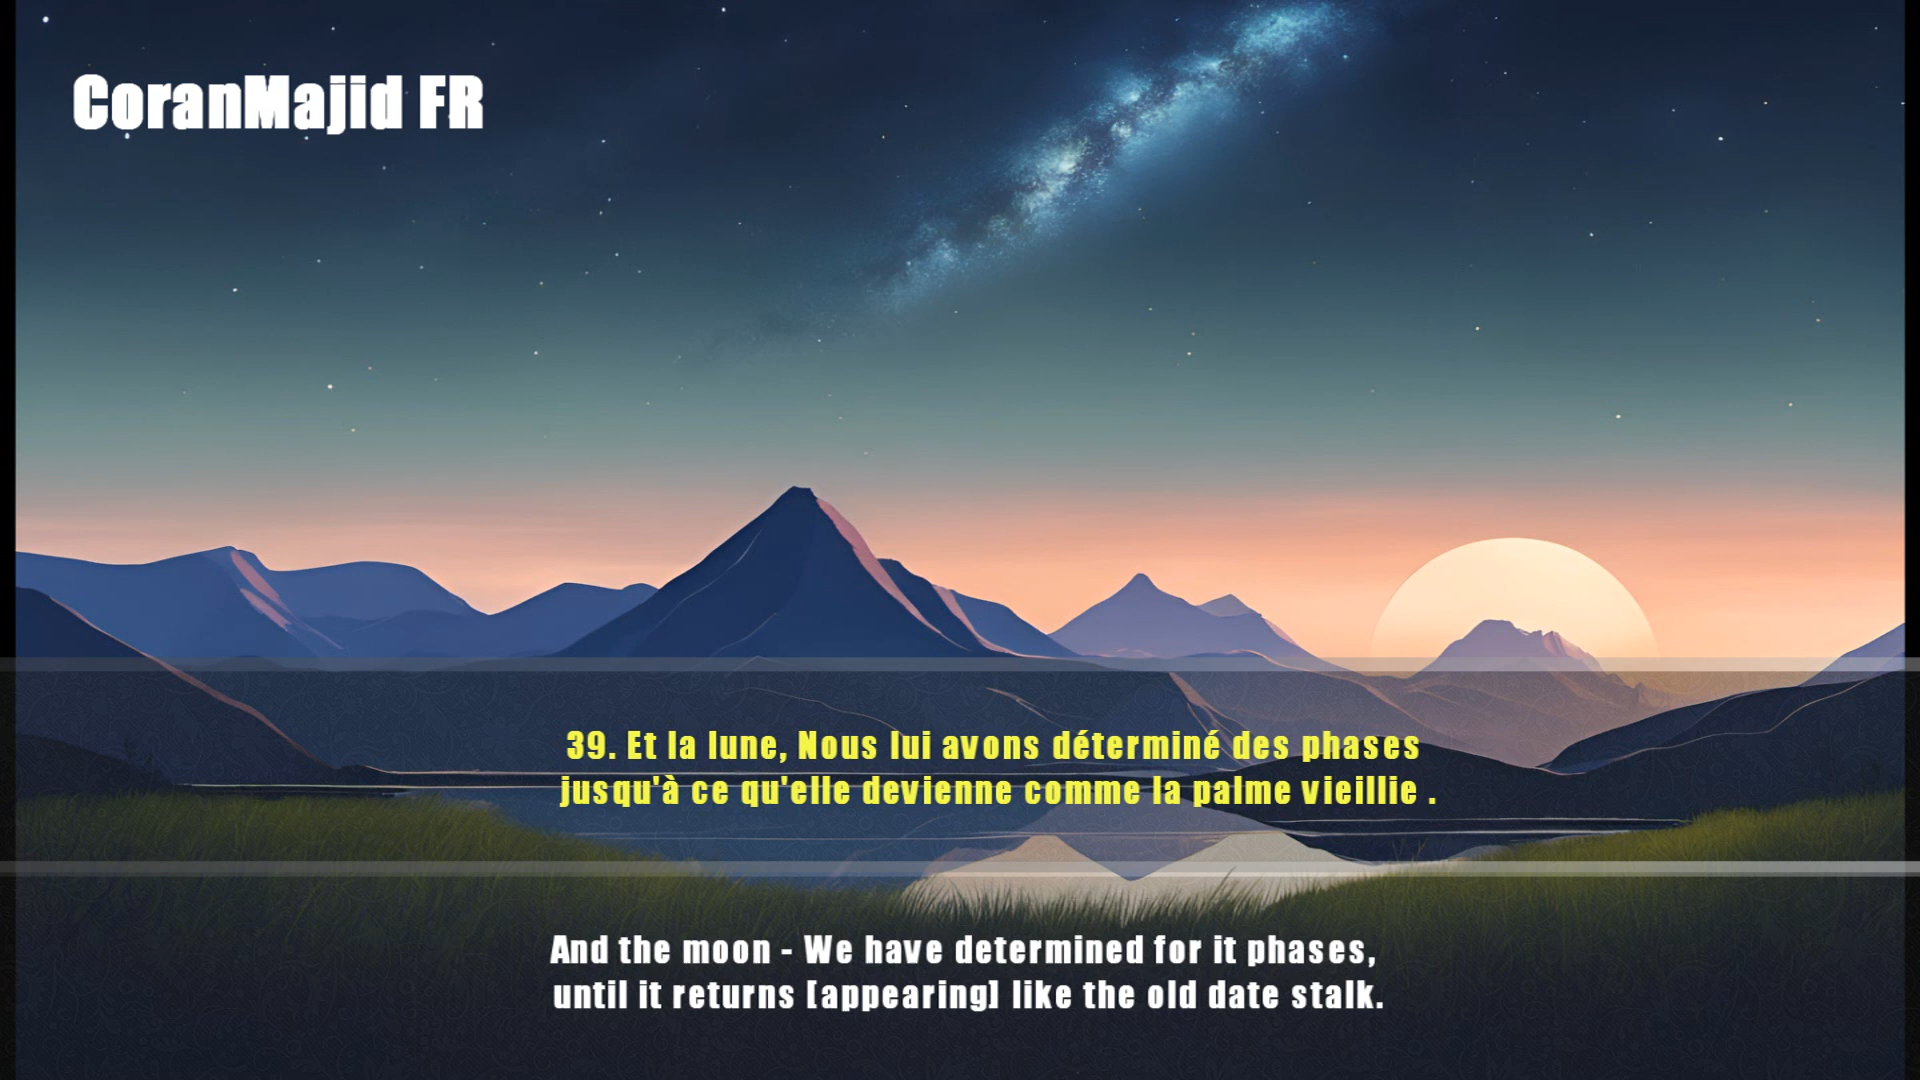 CoranMajid FR
39. Et la lune, Nous lui avons déterminé des phases
jusqu'à ce qu'elle devienne comme la palme vieillie .
And the moon - We have determined for it phases,
until it returns [appearing] like the old date stalk.